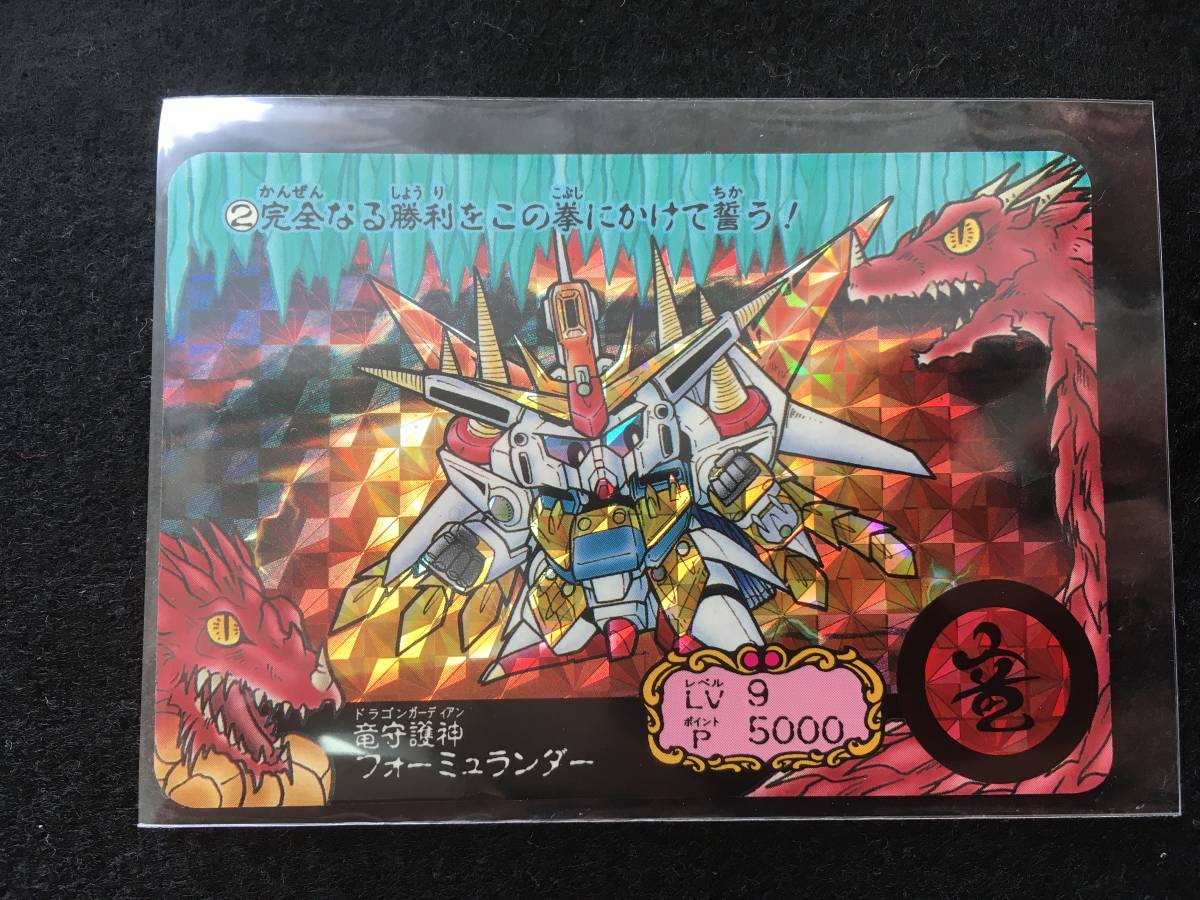 かんぜん しょうり こぶし ちか
②完全なる勝利をこの拳にかけて誓う！
レベル
LV 9
ポイント
P 5000
竜
ドラゴンガーディアン
竜守護神
フォーミュランダー